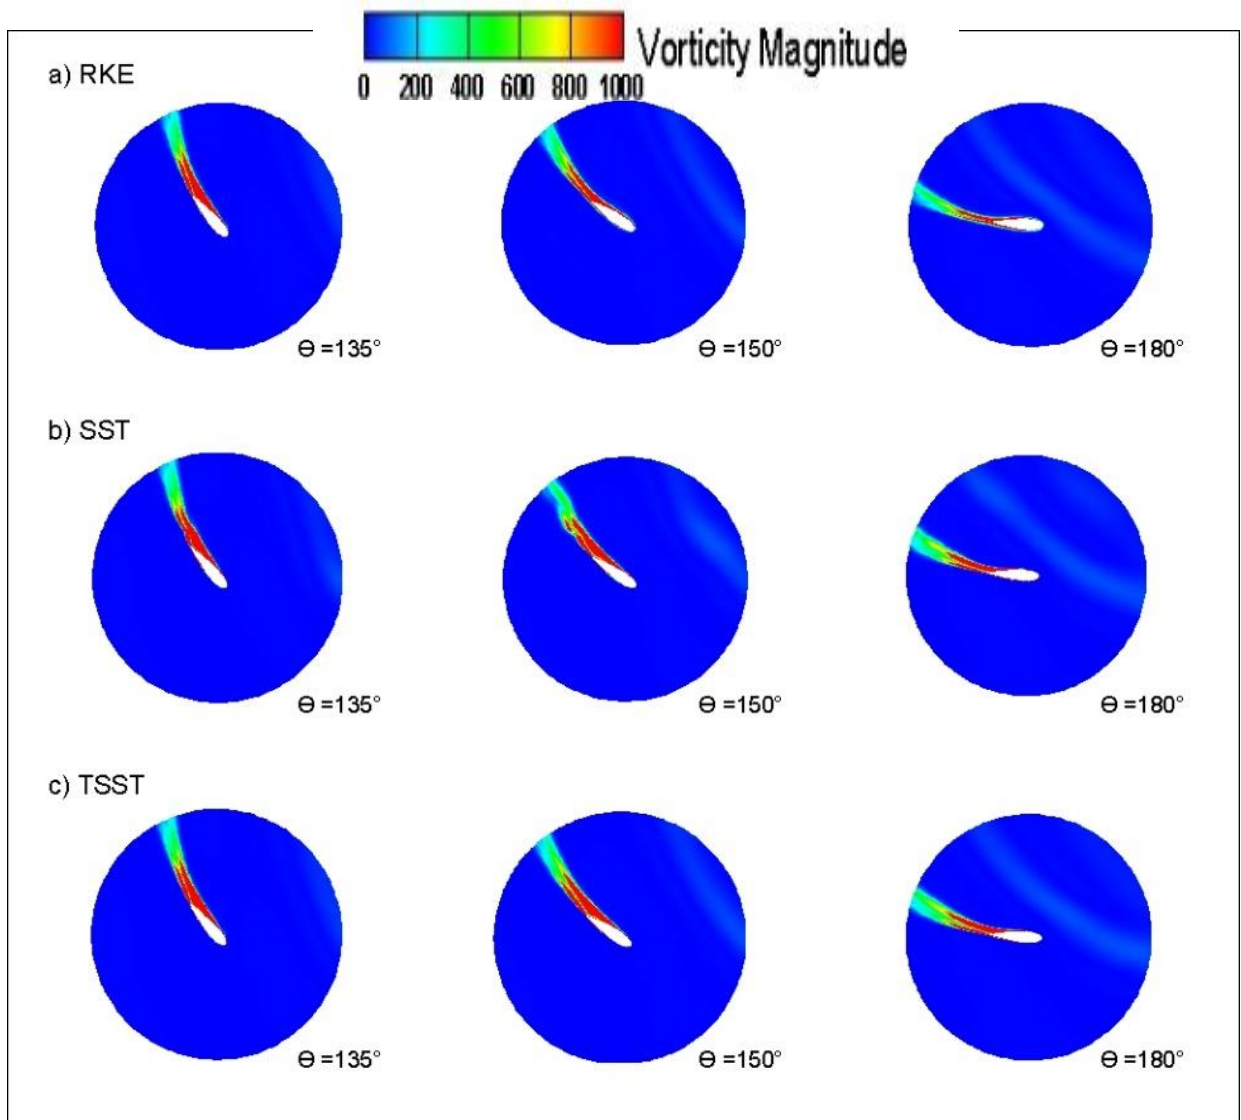 Vorticity Magnitude
0 200 400 600 800 1000
a) RKE
Ɵ =135° Ɵ =150° Ɵ =180°
b) SST
Ɵ =135° Ɵ =150° Ɵ =180°
c) TSST
Ɵ =135° Ɵ =150° Ɵ =180°